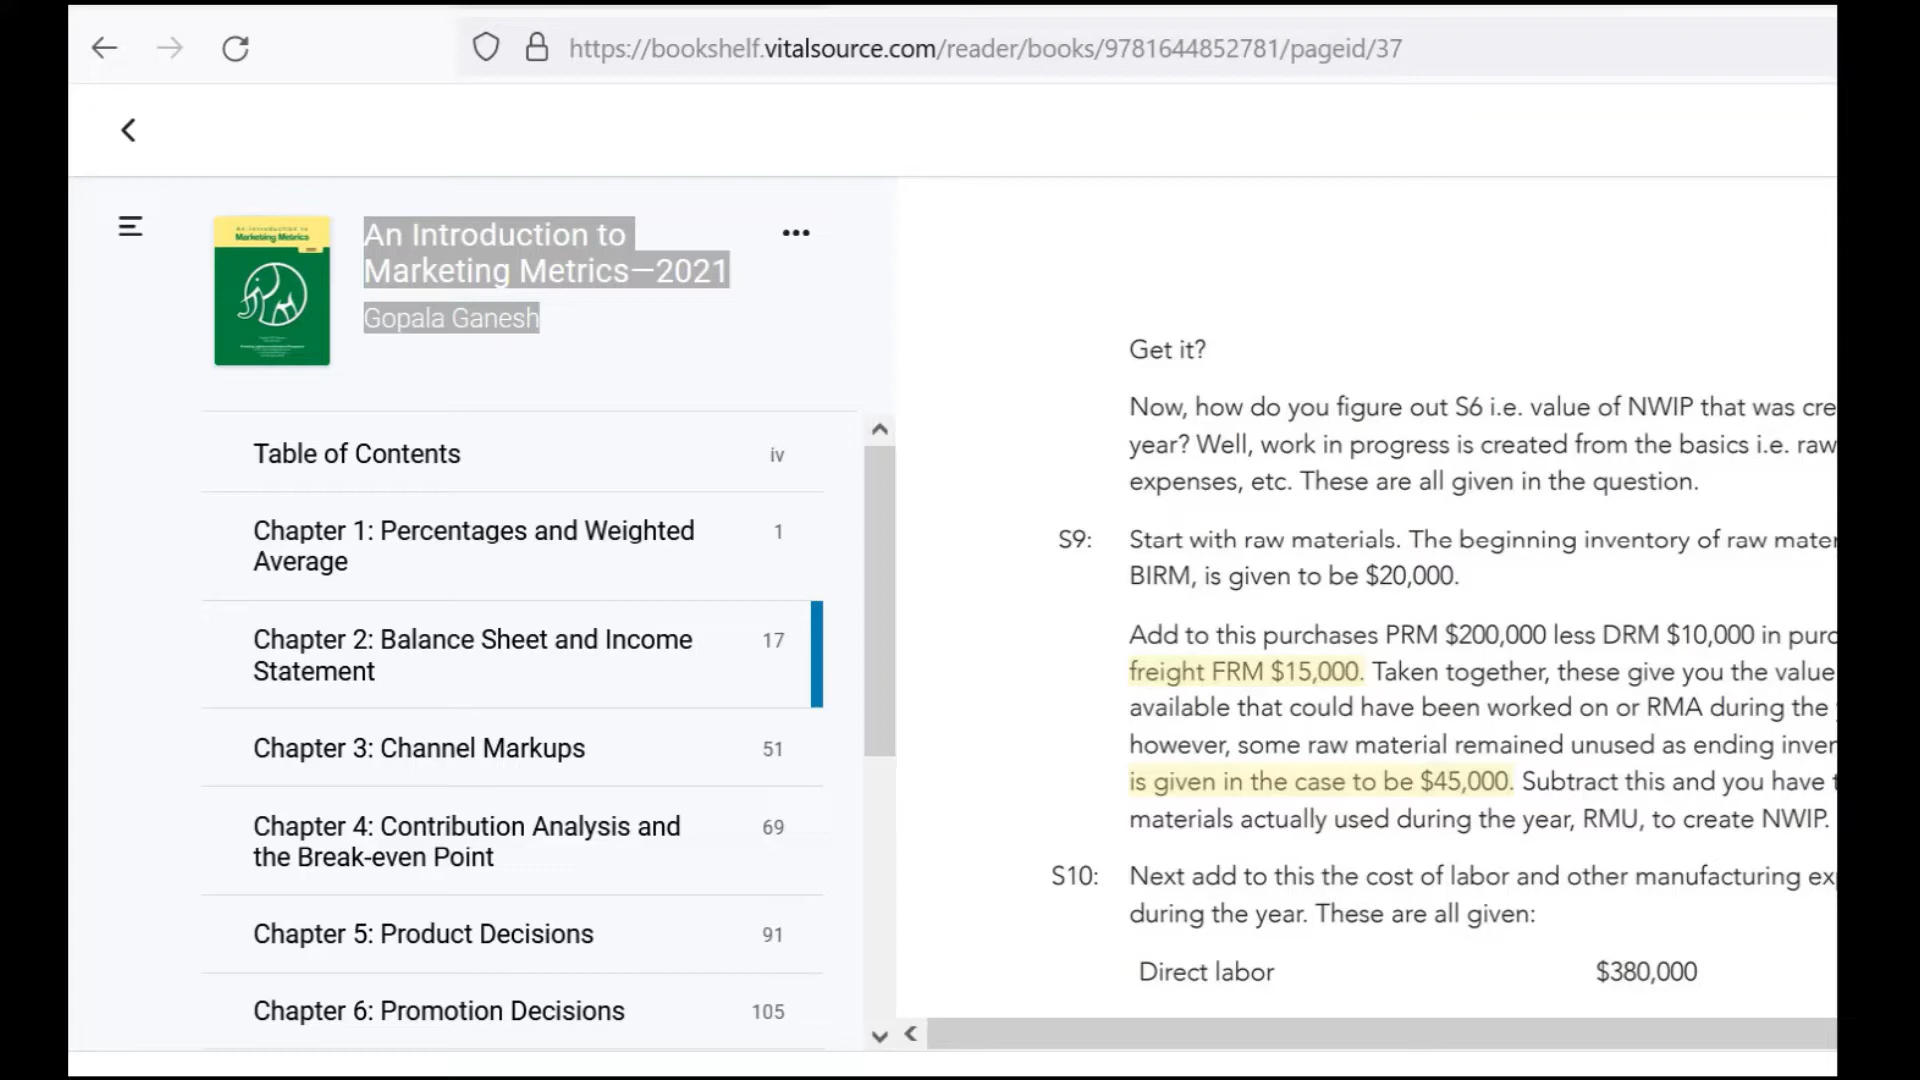 https://bookshelf.vitalsource.com/reader/books/9781644852781/pageid/37
An Introduction to
Marketing Metrics
An Introduction to
Marketing Metrics—2021
Gopala Ganesh
Table of Contents iv
Chapter 1: Percentages and Weighted 1
Average
Chapter 2: Balance Sheet and Income 17
Statement
Chapter 3: Channel Markups 51
Chapter 4: Contribution Analysis and 69
the Break-even Point
Chapter 5: Product Decisions 91
Chapter 6: Promotion Decisions 105
Get it?
Now, how do you figure out S6 i.e. value of NWIP that was cre
year? Well, work in progress is created from the basics i.e. raw
expenses, etc. These are all given in the question.
S9: Start with raw materials. The beginning inventory of raw mater
BIRM, is given to be $20,000.
Add to this purchases PRM $200,000 less DRM $10,000 in purc
freight FRM $15,000. Taken together, these give you the value
available that could have been worked on or RMA during the
however, some raw material remained unused as ending inven
is given in the case to be $45,000. Subtract this and you have t
materials actually used during the year, RMU, to create NWIP.
S10: Next add to this the cost of labor and other manufacturing exp
during the year. These are all given:
Direct labor $380,000